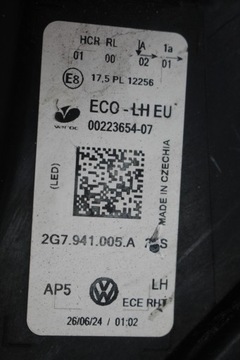 HCR RL IA 1a
01 00 02 01
E8 17.5 PL 12256
ECO - LH EU
00223654-07
(LED)
MADE IN CZECHIA
2G7.941.005.A S
AP5 LH
ECE RHT
26/06/24 / 01:02